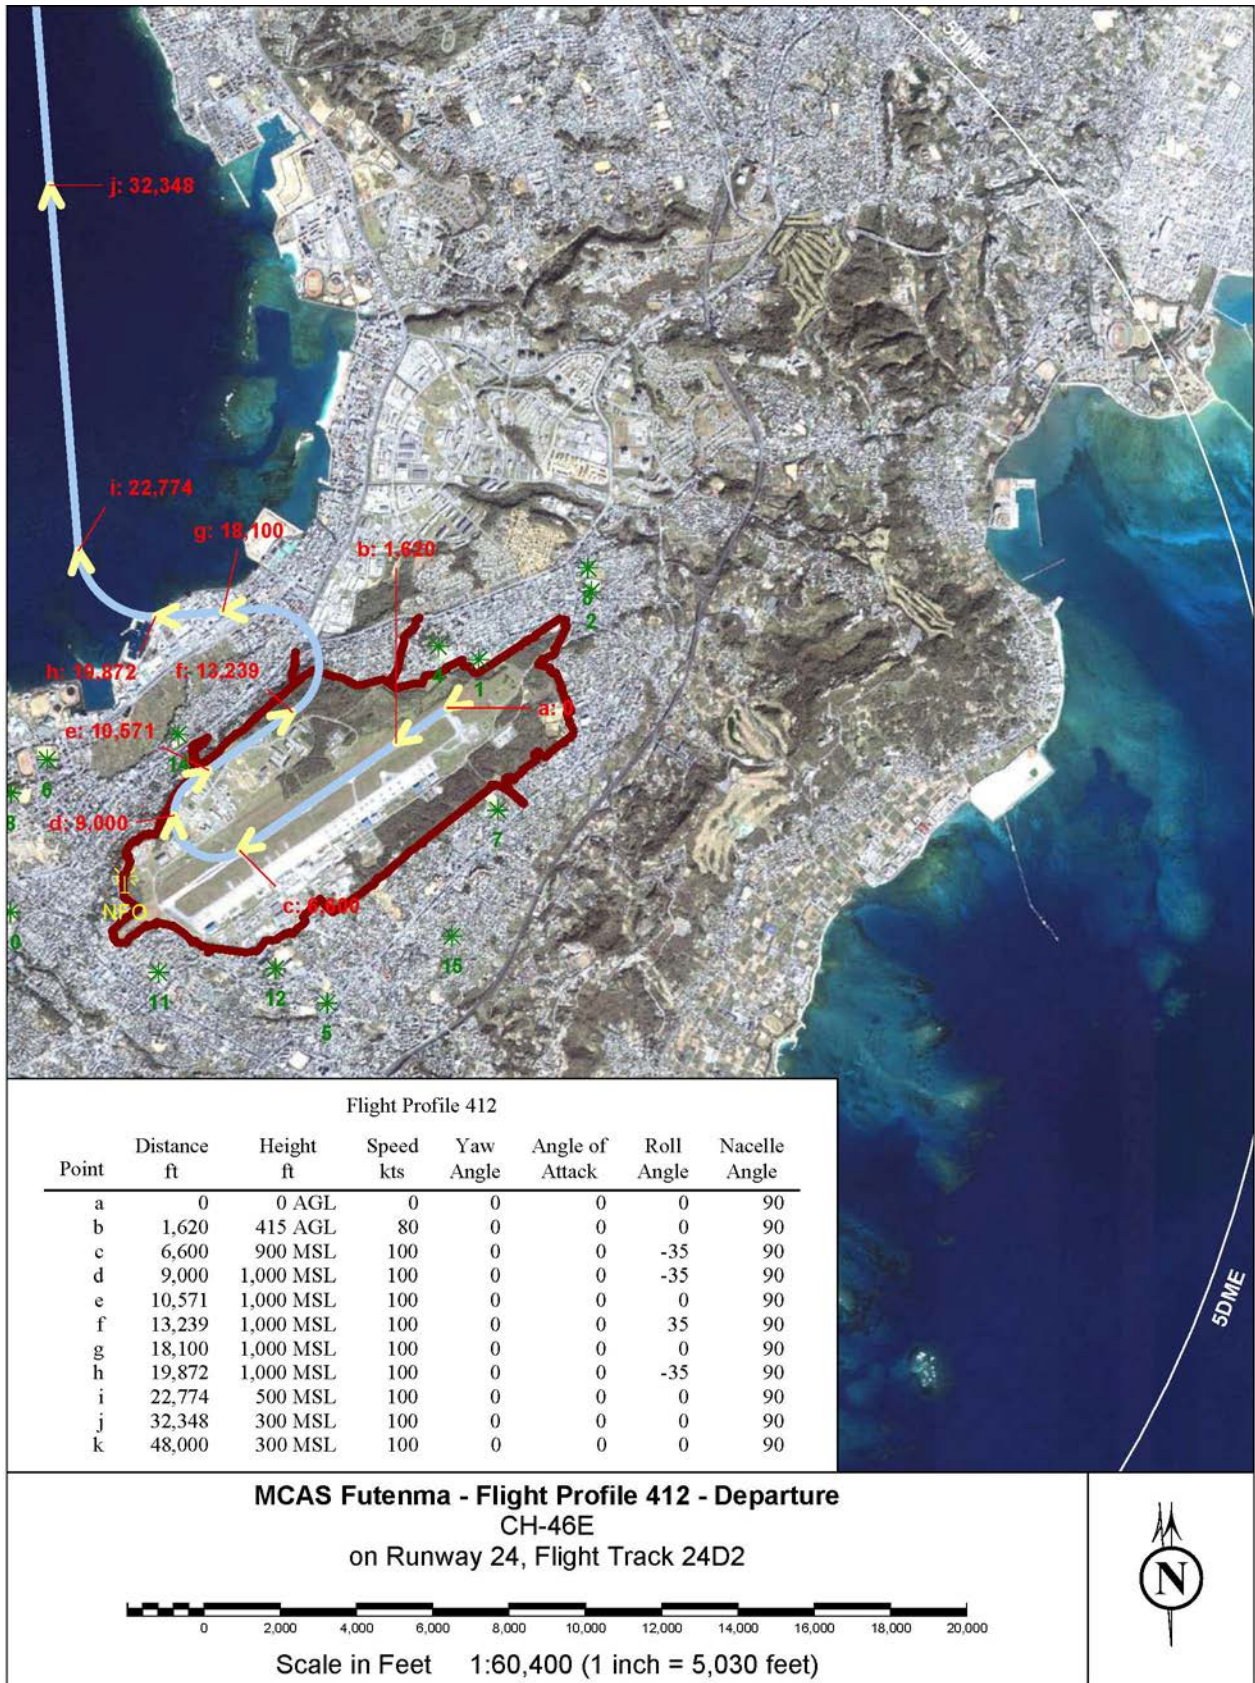 5DME
j: 32,348
i: 22,774
g: 18,100
b: 1,620
6
2
h: 19,872
f: 13,239
4
1
a: 0
e: 10,571
14
6
d: 9,000
7
NFO
c: 6,600
0
15
11
12
5
5DME
Flight Profile 412
Point Distance ft Height ft Speed kts Yaw Angle Angle of Attack Roll Angle Nacelle Angle
a 0 0 AGL 0 0 0 0 90
b 1,620 415 AGL 80 0 0 0 90
c 6,600 900 MSL 100 0 0 -35 90
d 9,000 1,000 MSL 100 0 0 -35 90
e 10,571 1,000 MSL 100 0 0 0 90
f 13,239 1,000 MSL 100 0 0 35 90
g 18,100 1,000 MSL 100 0 0 0 90
h 19,872 1,000 MSL 100 0 0 -35 90
i 22,774 500 MSL 100 0 0 0 90
j 32,348 300 MSL 100 0 0 0 90
k 48,000 300 MSL 100 0 0 0 90
MCAS Futenma - Flight Profile 412 - Departure
CH-46E
on Runway 24, Flight Track 24D2
0 2,000 4,000 6,000 8,000 10,000 12,000 14,000 16,000 18,000 20,000
Scale in Feet 1:60,400 (1 inch = 5,030 feet)
N